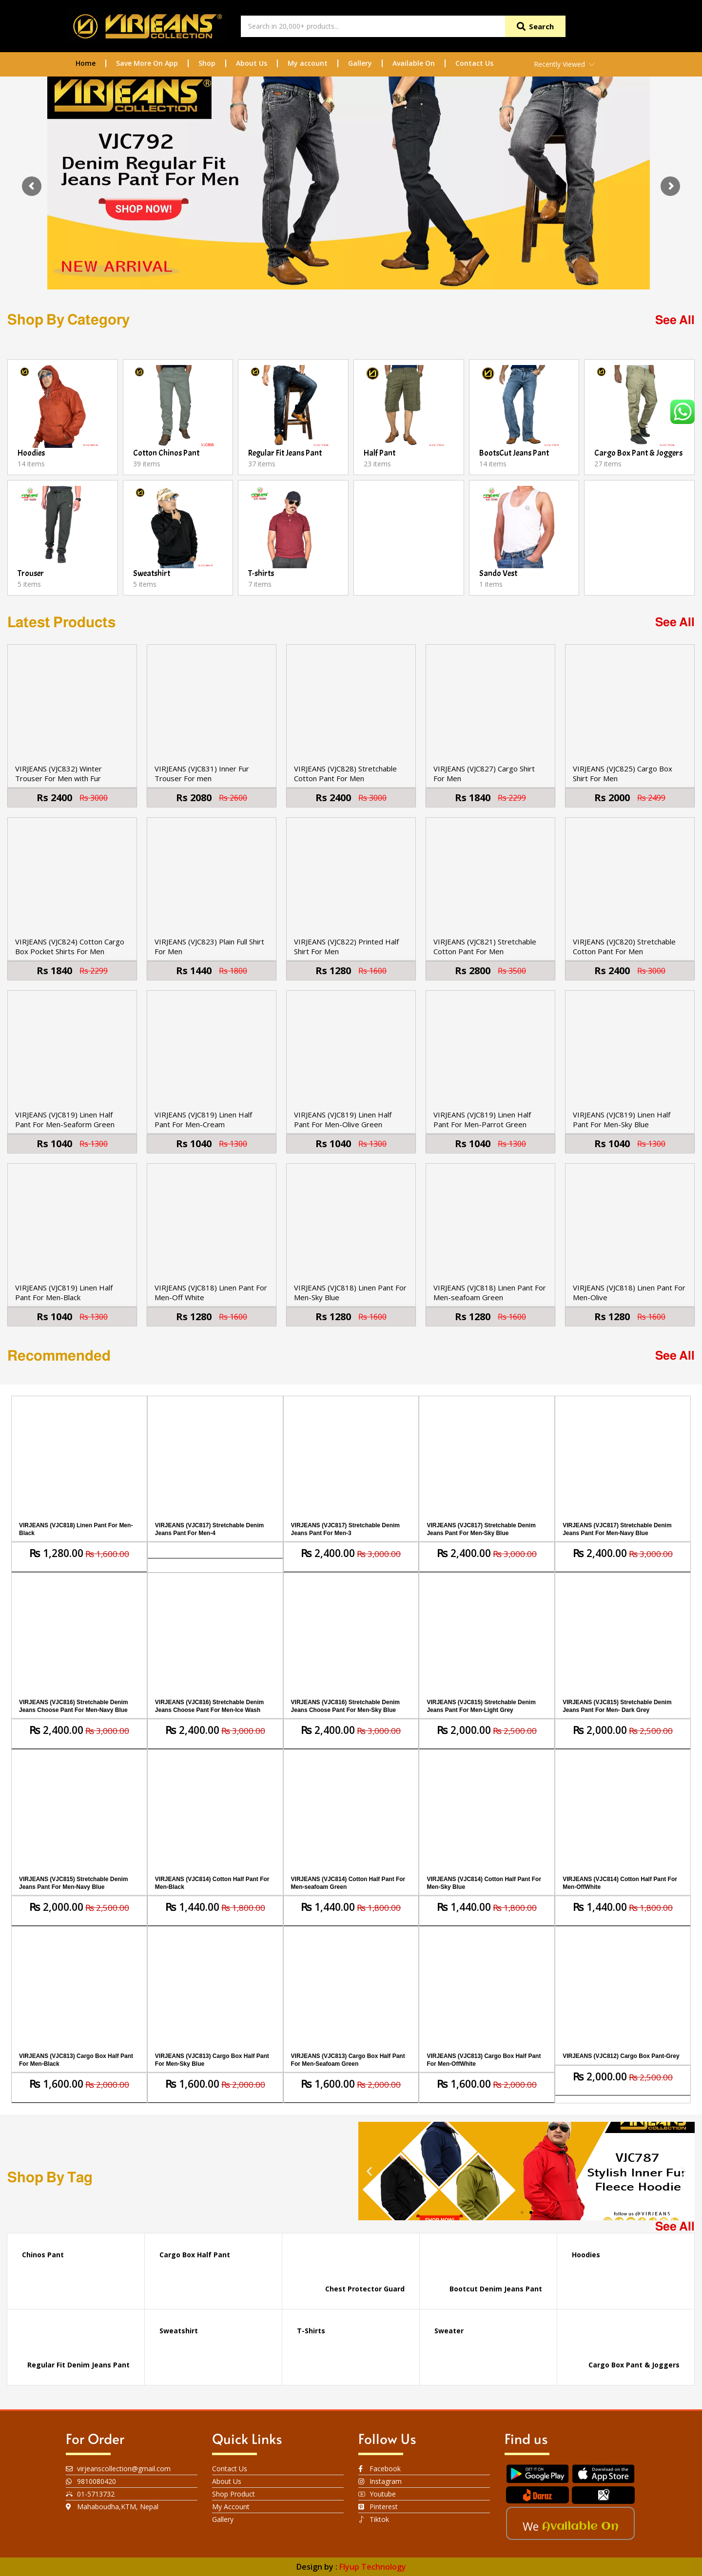 VIRJEANS
COLLECTION
Search in 20,000+ products...
Search
Home
Save More On App
Shop
About Us
My account
Gallery
Available On
Contact Us
Recently Viewed
VIRJEANS
COLLECTION
VJC792
Denim Regular Fit
Jeans Pant For Men
SHOP NOW!
NEW ARRIVAL
Shop By Category
See All
Hoodies
14 items
Cotton Chinos Pant
39 items
Regular Fit Jeans Pant
37 items
Half Pant
23 items
BootsCut Jeans Pant
14 items
Cargo Box Pant & Joggers
27 items
Trouser
5 items
Sweatshirt
5 items
T-shirts
7 items
Sando Vest
1 items
Latest Products
See All
VIRJEANS (VJC832) Winter
Trouser For Men with Fur
Rs 2400 Rs 3000
VIRJEANS (VJC831) Inner Fur
Trouser For men
Rs 2080 Rs 2600
VIRJEANS (VJC828) Stretchable
Cotton Pant For Men
Rs 2400 Rs 3000
VIRJEANS (VJC827) Cargo Shirt
For Men
Rs 1840 Rs 2299
VIRJEANS (VJC825) Cargo Box
Shirt For Men
Rs 2000 Rs 2499
VIRJEANS (VJC824) Cotton Cargo
Box Pocket Shirts For Men
Rs 1840 Rs 2299
VIRJEANS (VJC823) Plain Full Shirt
For Men
Rs 1440 Rs 1800
VIRJEANS (VJC822) Printed Half
Shirt For Men
Rs 1280 Rs 1600
VIRJEANS (VJC821) Stretchable
Cotton Pant For Men
Rs 2800 Rs 3500
VIRJEANS (VJC820) Stretchable
Cotton Pant For Men
Rs 2400 Rs 3000
VIRJEANS (VJC819) Linen Half
Pant For Men-Seaform Green
Rs 1040 Rs 1300
VIRJEANS (VJC819) Linen Half
Pant For Men-Cream
Rs 1040 Rs 1300
VIRJEANS (VJC819) Linen Half
Pant For Men-Olive Green
Rs 1040 Rs 1300
VIRJEANS (VJC819) Linen Half
Pant For Men-Parrot Green
Rs 1040 Rs 1300
VIRJEANS (VJC819) Linen Half
Pant For Men-Sky Blue
Rs 1040 Rs 1300
VIRJEANS (VJC819) Linen Half
Pant For Men-Black
Rs 1040 Rs 1300
VIRJEANS (VJC818) Linen Pant For
Men-Off White
Rs 1280 Rs 1600
VIRJEANS (VJC818) Linen Pant For
Men-Sky Blue
Rs 1280 Rs 1600
VIRJEANS (VJC818) Linen Pant For
Men-seafoam Green
Rs 1280 Rs 1600
VIRJEANS (VJC818) Linen Pant For
Men-Olive
Rs 1280 Rs 1600
Recommended
See All
VIRJEANS (VJC818) Linen Pant For Men-
Black
₨ 1,280.00 ₨ 1,600.00
VIRJEANS (VJC817) Stretchable Denim
Jeans Pant For Men-4
VIRJEANS (VJC817) Stretchable Denim
Jeans Pant For Men-3
₨ 2,400.00 ₨ 3,000.00
VIRJEANS (VJC817) Stretchable Denim
Jeans Pant For Men-Sky Blue
₨ 2,400.00 ₨ 3,000.00
VIRJEANS (VJC817) Stretchable Denim
Jeans Pant For Men-Navy Blue
₨ 2,400.00 ₨ 3,000.00
VIRJEANS (VJC816) Stretchable Denim
Jeans Choose Pant For Men-Navy Blue
₨ 2,400.00 ₨ 3,000.00
VIRJEANS (VJC816) Stretchable Denim
Jeans Choose Pant For Men-Ice Wash
₨ 2,400.00 ₨ 3,000.00
VIRJEANS (VJC816) Stretchable Denim
Jeans Choose Pant For Men-Sky Blue
₨ 2,400.00 ₨ 3,000.00
VIRJEANS (VJC815) Stretchable Denim
Jeans Pant For Men-Light Grey
₨ 2,000.00 ₨ 2,500.00
VIRJEANS (VJC815) Stretchable Denim
Jeans Pant For Men- Dark Grey
₨ 2,000.00 ₨ 2,500.00
VIRJEANS (VJC815) Stretchable Denim
Jeans Pant For Men-Navy Blue
₨ 2,000.00 ₨ 2,500.00
VIRJEANS (VJC814) Cotton Half Pant For
Men-Black
₨ 1,440.00 ₨ 1,800.00
VIRJEANS (VJC814) Cotton Half Pant For
Men-seafoam Green
₨ 1,440.00 ₨ 1,800.00
VIRJEANS (VJC814) Cotton Half Pant For
Men-Sky Blue
₨ 1,440.00 ₨ 1,800.00
VIRJEANS (VJC814) Cotton Half Pant For
Men-OffWhite
₨ 1,440.00 ₨ 1,800.00
VIRJEANS (VJC813) Cargo Box Half Pant
For Men-Black
₨ 1,600.00 ₨ 2,000.00
VIRJEANS (VJC813) Cargo Box Half Pant
For Men-Sky Blue
₨ 1,600.00 ₨ 2,000.00
VIRJEANS (VJC813) Cargo Box Half Pant
For Men-Seafoam Green
₨ 1,600.00 ₨ 2,000.00
VIRJEANS (VJC813) Cargo Box Half Pant
For Men-OffWhite
₨ 1,600.00 ₨ 2,000.00
VIRJEANS (VJC812) Cargo Box Pant-Grey
₨ 2,000.00 ₨ 2,500.00
Shop By Tag
VIRJEANS
COLLECTION
VJC787
Stylish Inner Fur
Fleece Hoodie
SHOP NOW!
follow us @VIRJEANS
See All
Chinos Pant
Cargo Box Half Pant
Chest Protector Guard
Bootcut Denim Jeans Pant
Hoodies
Regular Fit Denim Jeans Pant
Sweatshirt
T-Shirts
Sweater
Cargo Box Pant & Joggers
For Order
virjeanscollection@gmail.com
9810080420
01-5713732
Mahaboudha,KTM, Nepal
Quick Links
Contact Us
About Us
Shop Product
My Account
Gallery
Follow Us
Facebook
Instagram
Youtube
Pinterest
Tiktok
Find us
GET IT ON
Google Play
Download on the
App Store
Daraz
We Available On
Design by : Flyup Technology